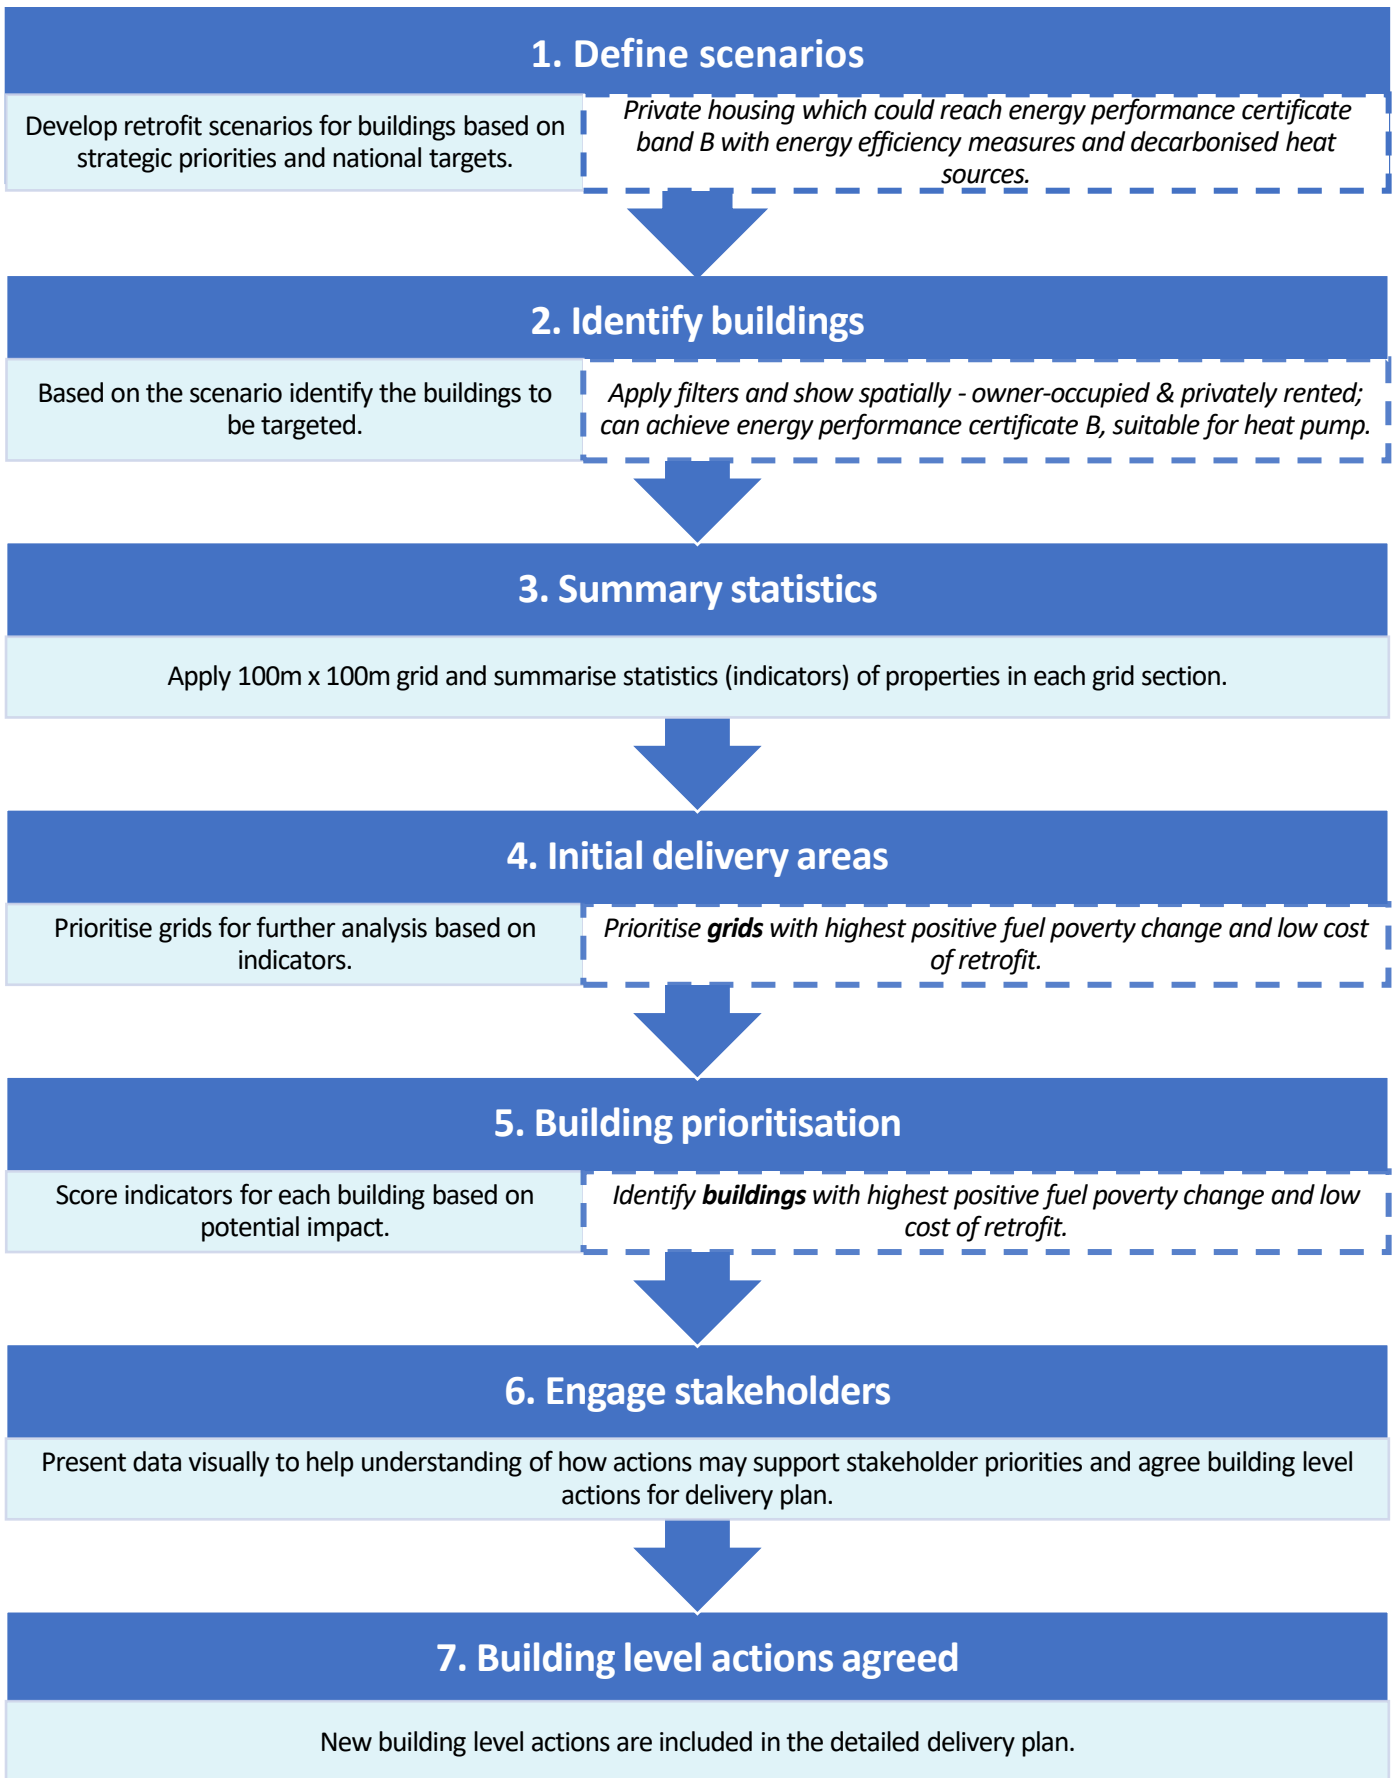 1. Define scenarios
Develop retrofit scenarios for buildings based on
strategic priorities and national targets.
Private housing which could reach energy performance certificate
band B with energy efficiency measures and decarbonised heat
sources.
2. Identify buildings
Based on the scenario identify the buildings to
be targeted.
Apply filters and show spatially - owner-occupied & privately rented;
can achieve energy performance certificate B, suitable for heat pump.
3. Summary statistics
Apply 100m x 100m grid and summarise statistics (indicators) of properties in each grid section.
4. Initial delivery areas
Prioritise grids for further analysis based on
indicators.
Prioritise grids with highest positive fuel poverty change and low cost
of retrofit.
5. Building prioritisation
Score indicators for each building based on
potential impact.
Identify buildings with highest positive fuel poverty change and low
cost of retrofit.
6. Engage stakeholders
Present data visually to help understanding of how actions may support stakeholder priorities and agree building level
actions for delivery plan.
7. Building level actions agreed
New building level actions are included in the detailed delivery plan.